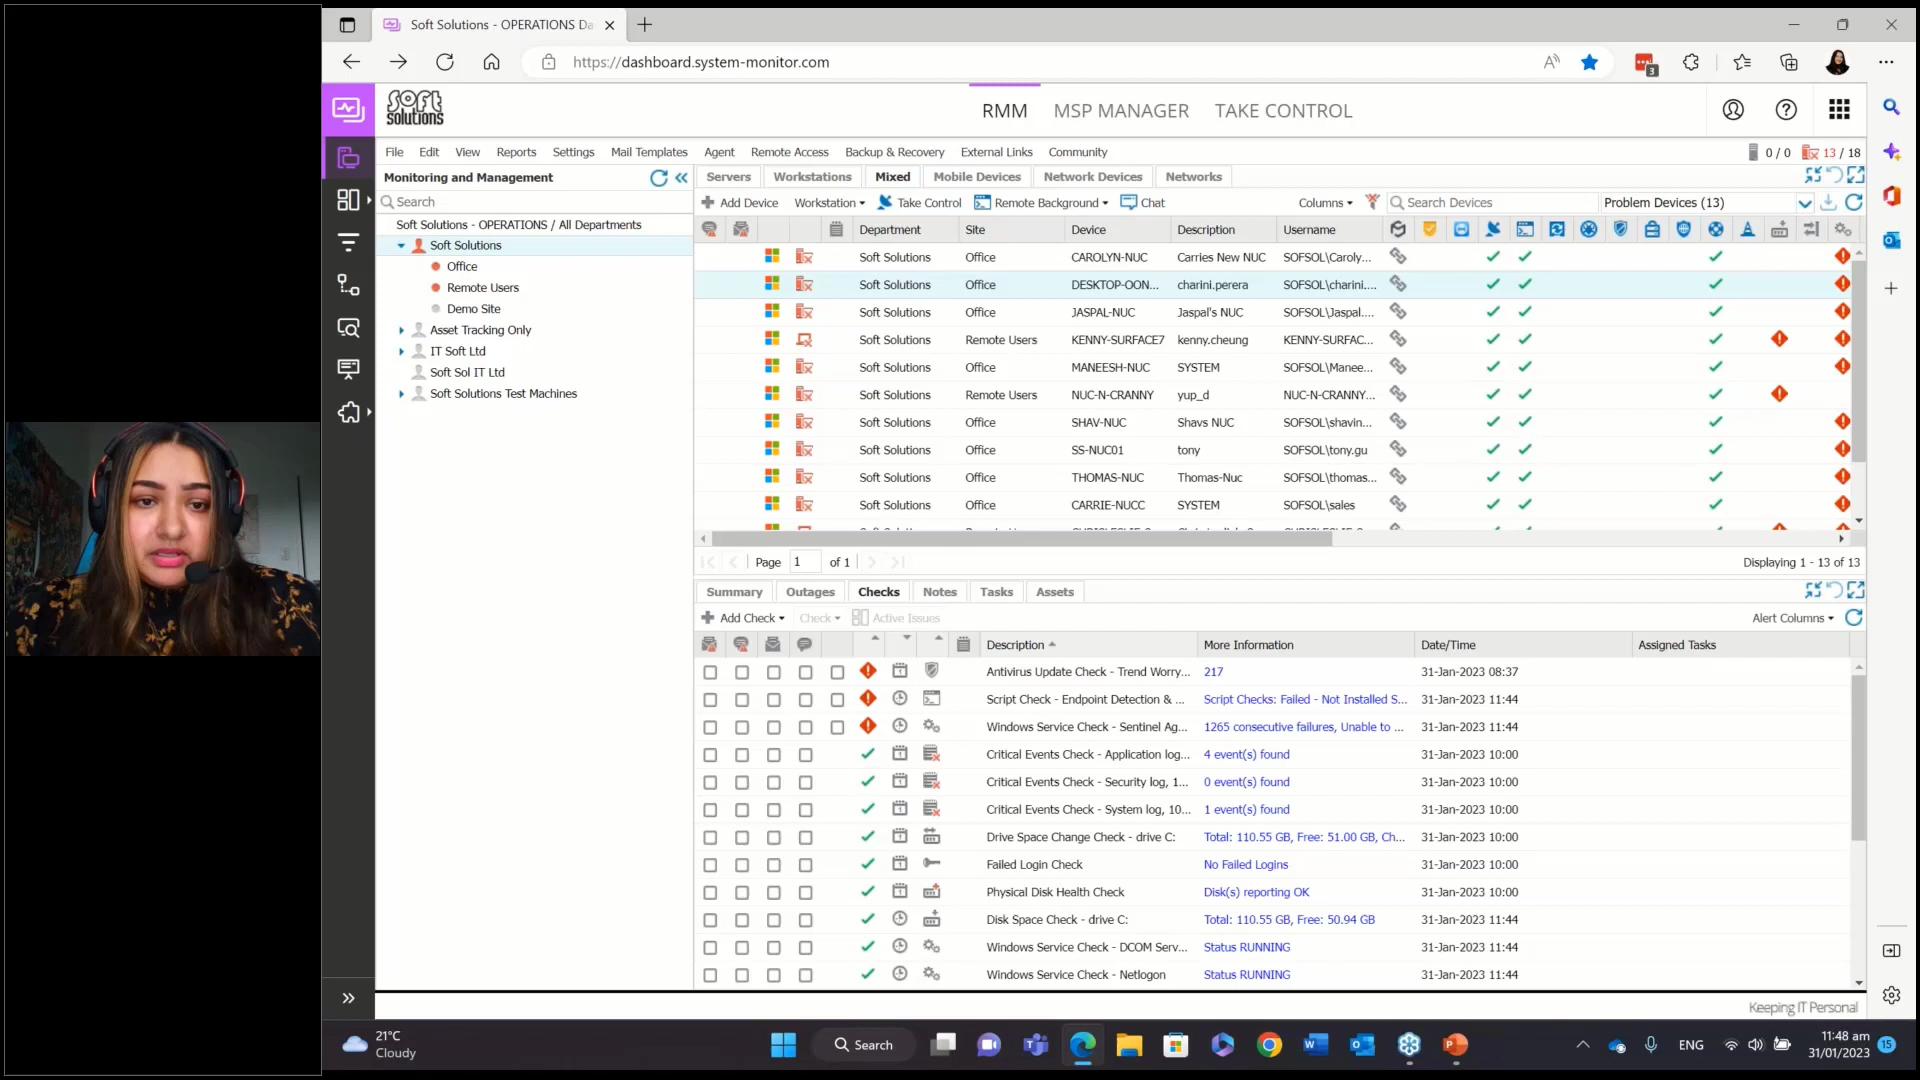 Soft Solutions - OPERATIONS Da
https://dashboard.system-monitor.com
3
soft solutions
RMM MSP MANAGER TAKE CONTROL
File Edit View Reports Settings Mail Templates Agent Remote Access Backup & Recovery External Links Community 0 / 0 13 / 18
Monitoring and Management
Search
Soft Solutions - OPERATIONS / All Departments
Soft Solutions
Office
Remote Users
Demo Site
Asset Tracking Only
IT Soft Ltd
Soft Sol IT Ltd
Soft Solutions Test Machines
Servers Workstations Mixed Mobile Devices Network Devices Networks
Add Device Workstation Take Control Remote Background Chat Columns Search Devices Problem Devices (13)
Department Site Device Description Username
Soft Solutions Office CAROLYN-NUC Carries New NUC SOFSOL\Caroly...
Soft Solutions Office DESKTOP-OON... charini.perera SOFSOL\charini....
Soft Solutions Office JASPAL-NUC Jaspal's NUC SOFSOL\Jaspal....
Soft Solutions Remote Users KENNY-SURFACE7 kenny.cheung KENNY-SURFAC...
Soft Solutions Office MANEESH-NUC SYSTEM SOFSOL\Manee...
Soft Solutions Remote Users NUC-N-CRANNY yup_d NUC-N-CRANNY...
Soft Solutions Office SHAV-NUC Shavs NUC SOFSOL\shavin...
Soft Solutions Office SS-NUC01 tony SOFSOL\tony.gu
Soft Solutions Office THOMAS-NUC Thomas-Nuc SOFSOL\thomas...
Soft Solutions Office CARRIE-NUCC SYSTEM SOFSOL\sales
Page 1 of 1 Displaying 1 - 13 of 13
Summary Outages Checks Notes Tasks Assets
Add Check Check Active Issues Alert Columns
Description More Information Date/Time Assigned Tasks
Antivirus Update Check - Trend Worry... 217 31-Jan-2023 08:37
Script Check - Endpoint Detection & ... Script Checks: Failed - Not Installed S... 31-Jan-2023 11:44
Windows Service Check - Sentinel Ag... 1265 consecutive failures, Unable to ... 31-Jan-2023 11:44
Critical Events Check - Application log... 4 event(s) found 31-Jan-2023 10:00
Critical Events Check - Security log, 1... 0 event(s) found 31-Jan-2023 10:00
Critical Events Check - System log, 10... 1 event(s) found 31-Jan-2023 10:00
Drive Space Change Check - drive C: Total: 110.55 GB, Free: 51.00 GB, Ch... 31-Jan-2023 10:00
Failed Login Check No Failed Logins 31-Jan-2023 10:00
Physical Disk Health Check Disk(s) reporting OK 31-Jan-2023 10:00
Disk Space Check - drive C: Total: 110.55 GB, Free: 50.94 GB 31-Jan-2023 11:44
Windows Service Check - DCOM Serv... Status RUNNING 31-Jan-2023 11:44
Windows Service Check - Netlogon Status RUNNING 31-Jan-2023 11:44
Keeping IT Personal
21°C
Cloudy
Search
ENG
11:48 am
31/01/2023
15